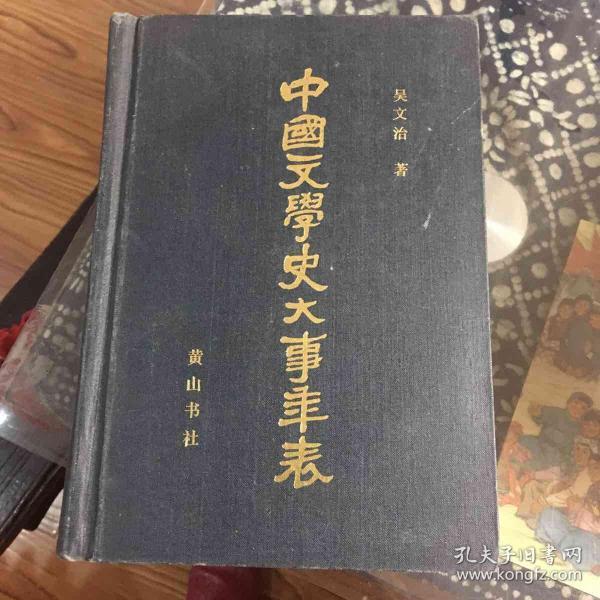 吴文治 著
中國文學史大事年表
黄山书社
孔夫子旧书网
www.kongfz.com